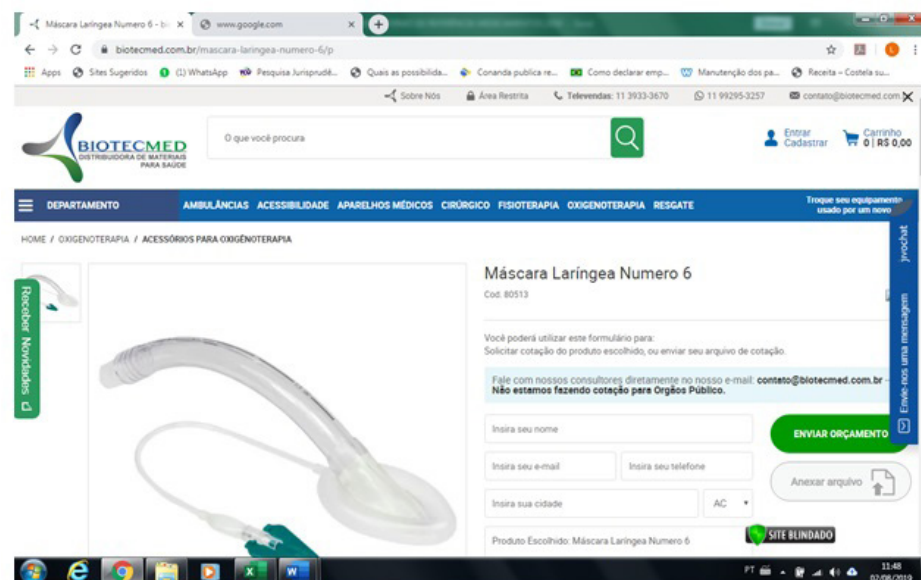 Máscara Laríngea Numero 6 - bi
www.google.com
biotecmed.com.br/mascara-laringea-numero-6/p
Apps
Sites Sugeridos
(1) WhatsApp
Pesquisa Jurisprudê...
Quais as possibilida...
Conanda publica re...
Como declarar emp...
Manutenção dos pa...
Receita – Costela su...
Sobre Nós
Área Restrita
Televendas: 11 3933-3670
11 99295-3257
contato@biotecmed.com
BIOTECMED
DISTRIBUIDORA DE MATERIAIS
PARA SAÚDE
O que você procura
Entrar
Cadastrar
Carrinho
0 | R$ 0,00
DEPARTAMENTO
AMBULÂNCIAS ACESSIBILIDADE APARELHOS MÉDICOS CIRÚRGICO FISIOTERAPIA OXIGENOTERAPIA RESGATE
Troque seu equipamento
usado por um novo
HOME / OXIGENOTERAPIA / ACESSÓRIOS PARA OXIGÊNOTERAPIA
Receber Novidades
Máscara Laríngea Numero 6
Cod. 80513
Você poderá utilizar este formulário para:
Solicitar cotação do produto escolhido, ou enviar seu arquivo de cotação.
Fale com nossos consultores diretamente no nosso e-mail: contato@biotecmed.com.br -
Não estamos fazendo cotação para Orgãos Público.
Insira seu nome
ENVIAR ORÇAMENTO
Insira seu e-mail
Insira seu telefone
Anexar arquivo
Insira sua cidade
AC
Produto Escolhido: Máscara Laríngea Numero 6
SITE BLINDADO
jivochat
Envie-nos uma mensagem
PT
11:48
02/08/2019